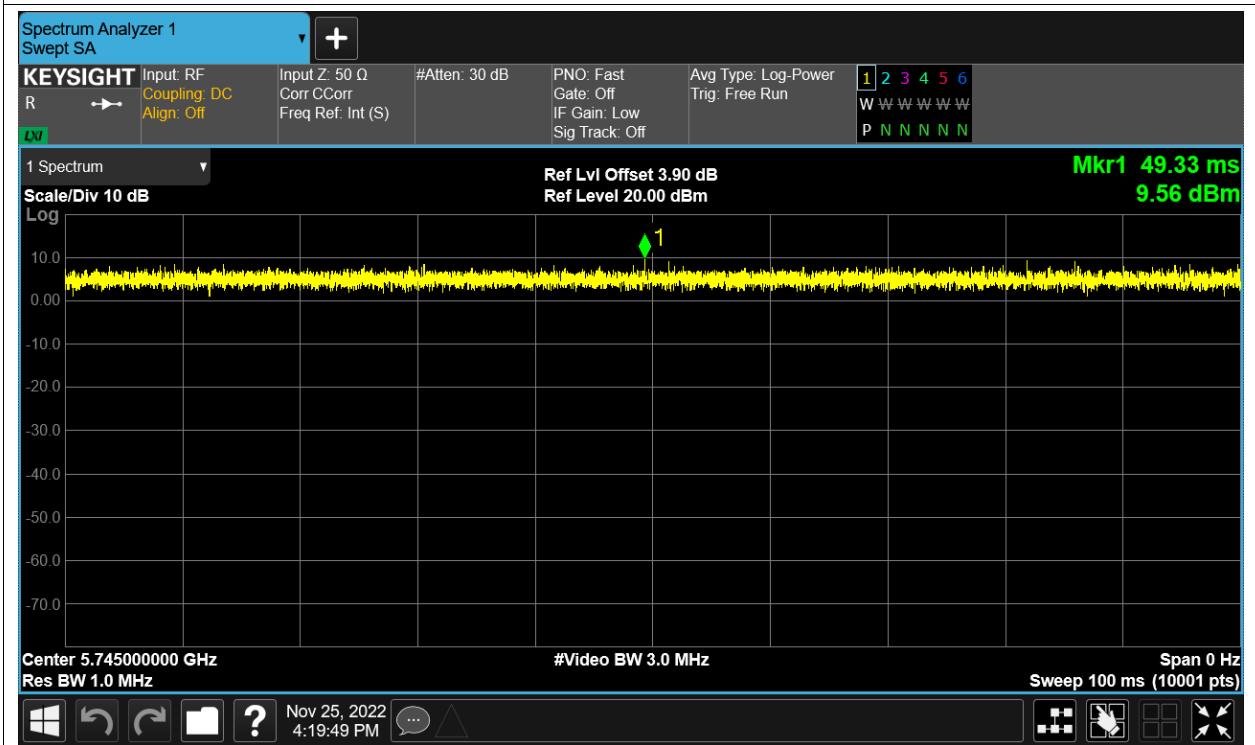 Spectrum Analyzer 1
Swept SA
+
KEYSIGHT Input: RF Input Z: 50 Ω #Atten: 30 dB PNO: Fast Avg Type: Log-Power 1 2 3 4 5 6
R Coupling: DC Corr CCorr Gate: Off Trig: Free Run W W W W W W
Align: Off Freq Ref: Int (S) IF Gain: Low
LXI Sig Track: Off P N N N N N
1 Spectrum Ref Lvl Offset 3.90 dB Mkr1 49.33 ms
Scale/Div 10 dB Ref Level 20.00 dBm 9.56 dBm
Log
1
10.0
0.00
-10.0
-20.0
-30.0
-40.0
-50.0
-60.0
-70.0
Center 5.745000000 GHz #Video BW 3.0 MHz Span 0 Hz
Res BW 1.0 MHz Sweep 100 ms (10001 pts)
? Nov 25, 2022
4:19:49 PM